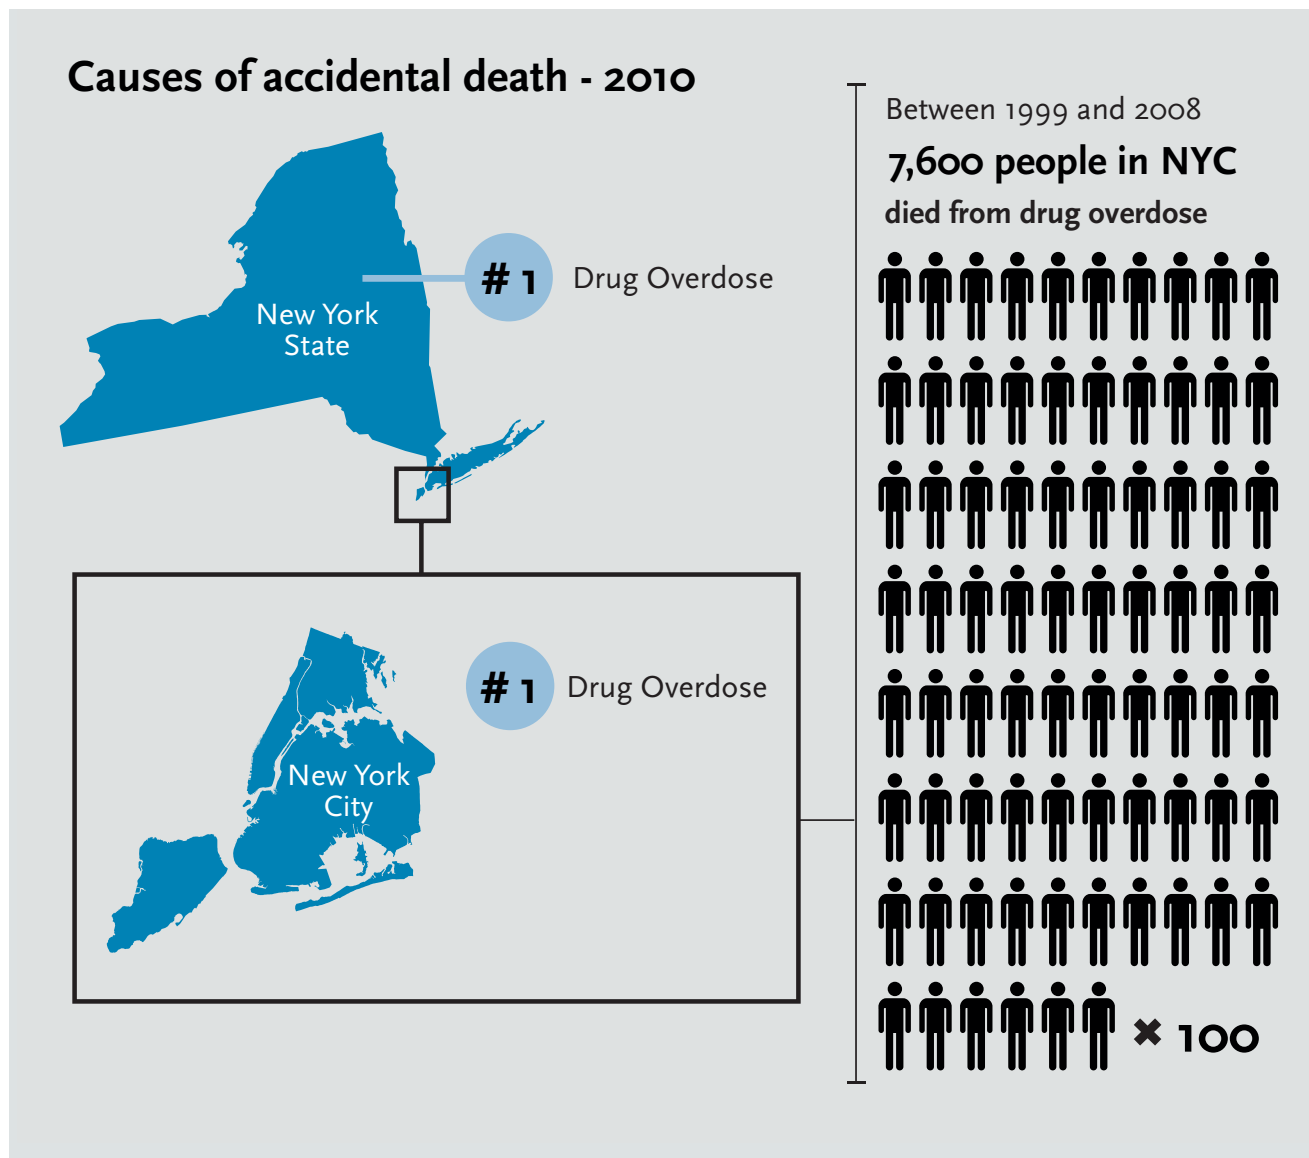 Causes of accidental death - 2010
# 1 Drug Overdose
New York
State
# 1 Drug Overdose
New York
City
Between 1999 and 2008
7,600 people in NYC
died from drug overdose
✖ 100